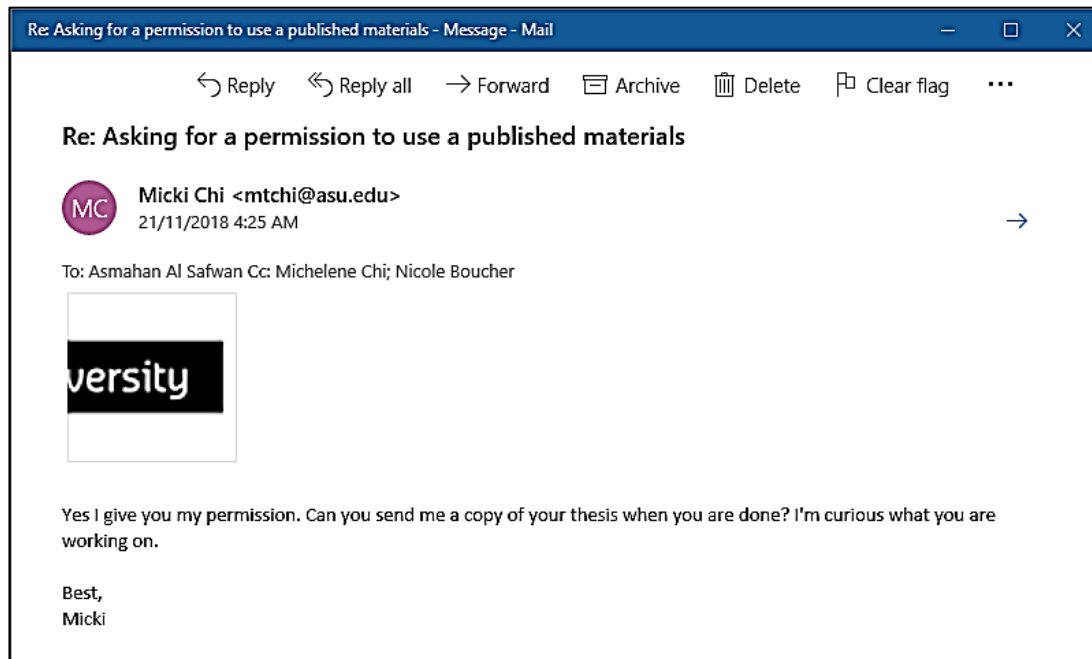 Re: Asking for a permission to use a published materials - Message - Mail
Reply Reply all Forward Archive Delete Clear flag ...
Re: Asking for a permission to use a published materials
MC
Micki Chi <mtchi@asu.edu>
21/11/2018 4:25 AM
To: Asmahan Al Safwan Cc: Michelene Chi; Nicole Boucher
versity
Yes I give you my permission. Can you send me a copy of your thesis when you are done? I'm curious what you are
working on.
Best,
Micki